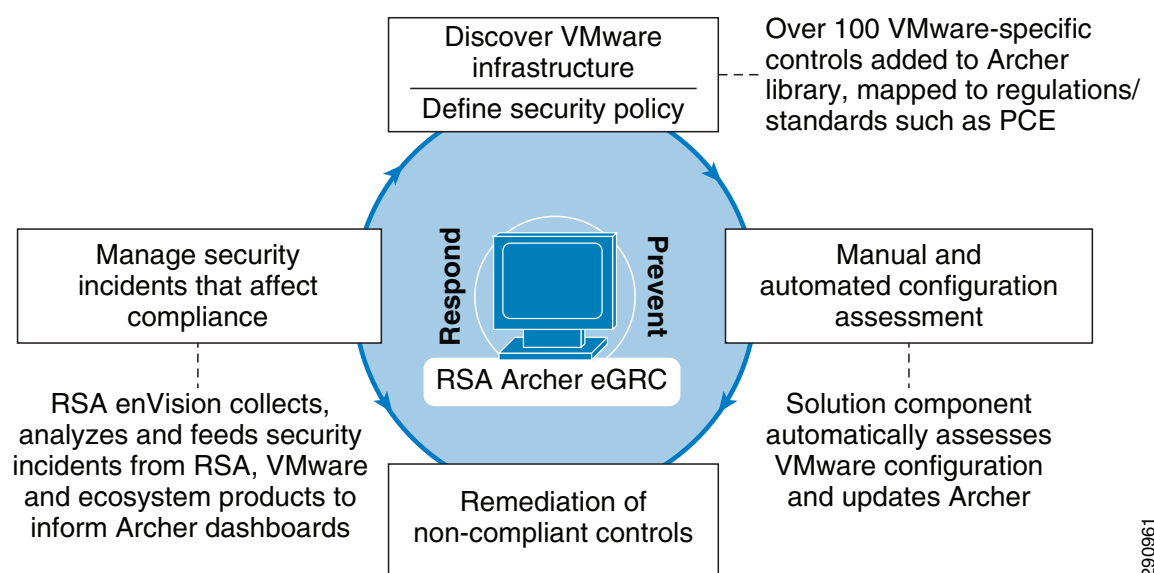 Discover VMware
infrastructure
Define security policy
Over 100 VMware-specific
controls added to Archer
library, mapped to regulations/
standards such as PCE
Manage security
incidents that affect
compliance
Respond
Prevent
RSA Archer eGRC
Manual and
automated configuration
assessment
RSA enVision collects,
analyzes and feeds security
incidents from RSA, VMware
and ecosystem products to
inform Archer dashboards
Solution component
automatically assesses
VMware configuration
and updates Archer
Remediation of
non-compliant controls
290961